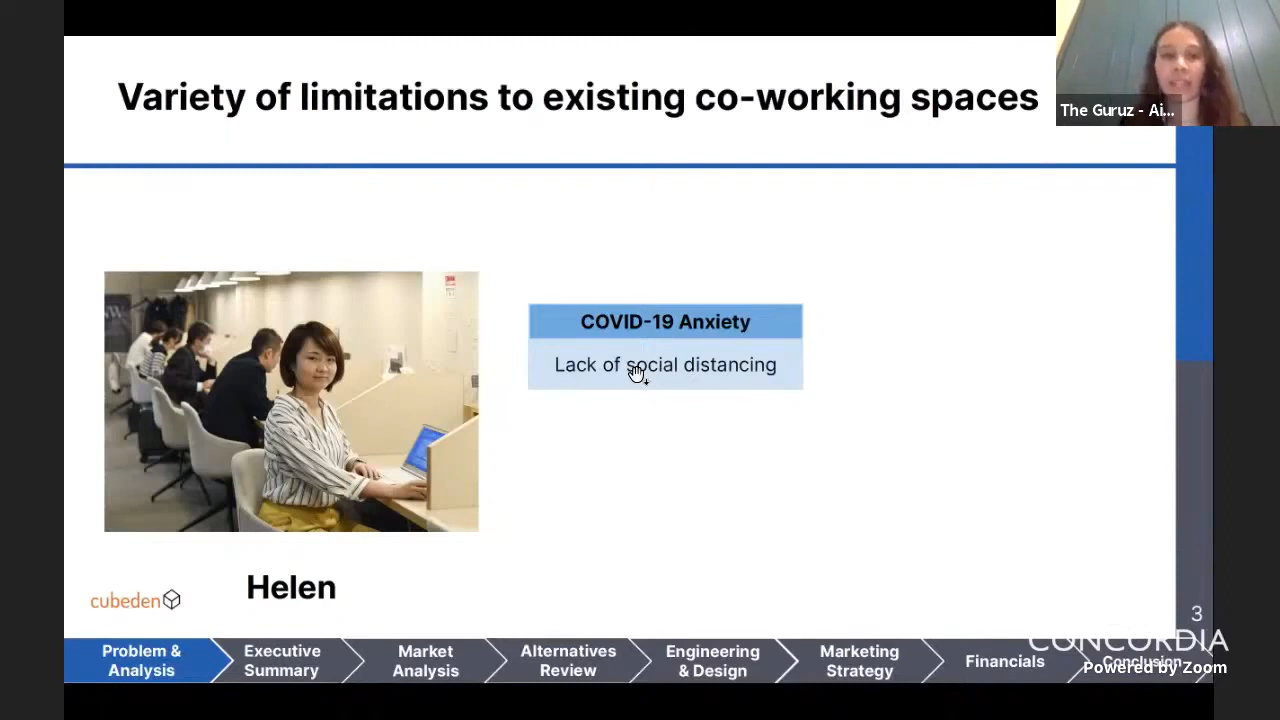 Variety of limitations to existing co-working spaces
The Guruz - Ai...
COVID-19 Anxiety
Lack of social distancing
Helen
cubeden
3
CONCORDIA
Problem &
Analysis
Executive
Summary
Market
Analysis
Alternatives
Review
Engineering
& Design
Marketing
Strategy
Financials
Conclusion
Powered by Zoom